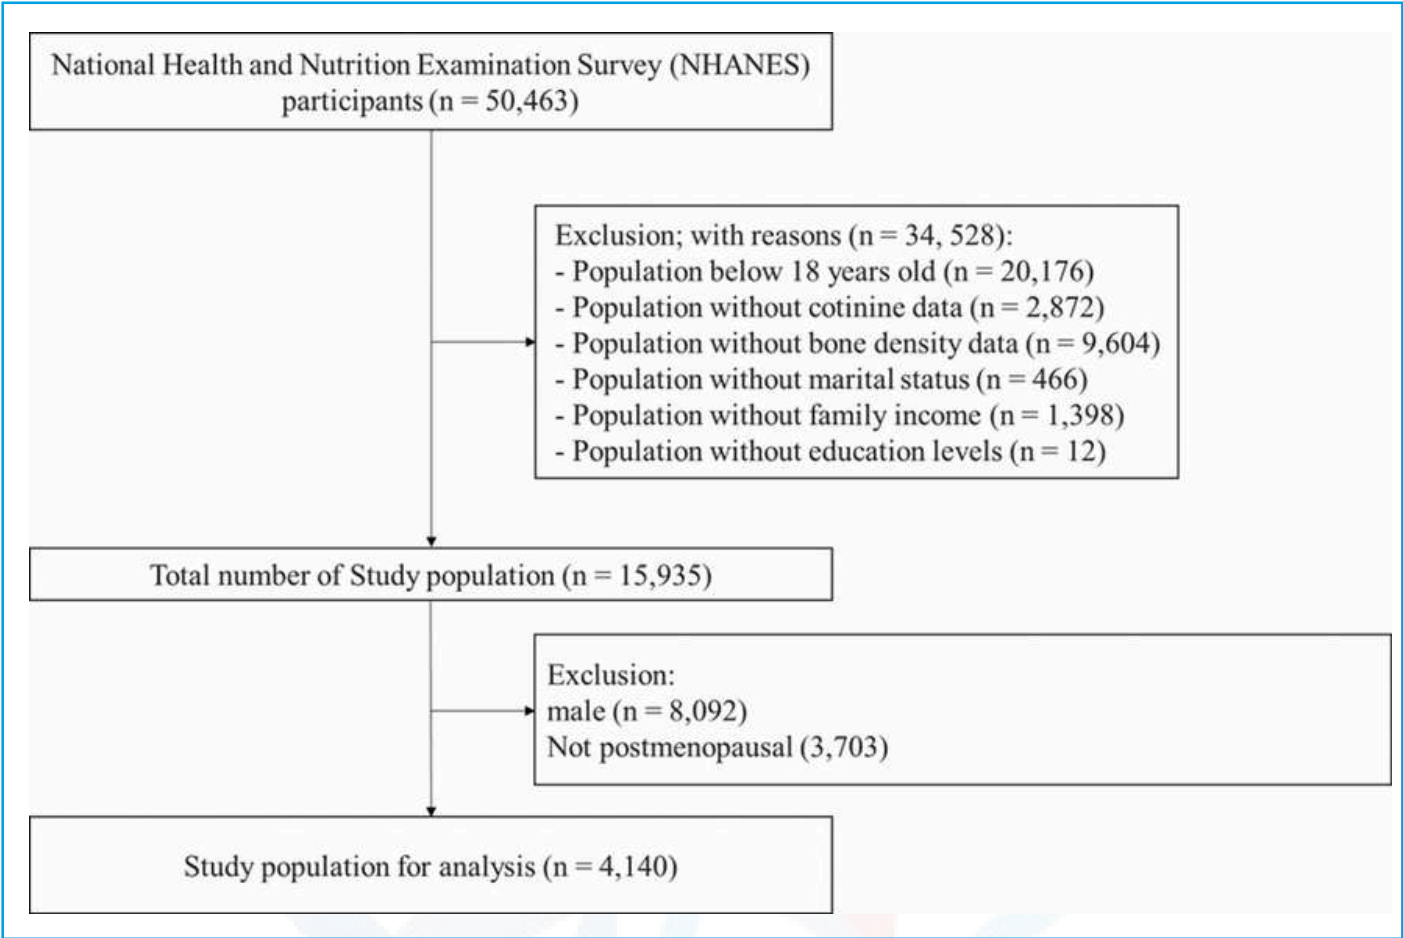 National Health and Nutrition Examination Survey (NHANES)
participants (n = 50,463)
Exclusion; with reasons (n = 34, 528):
- Population below 18 years old (n = 20,176)
- Population without cotinine data (n = 2,872)
- Population without bone density data (n = 9,604)
- Population without marital status (n = 466)
- Population without family income (n = 1,398)
- Population without education levels (n = 12)
Total number of Study population (n = 15,935)
Exclusion:
male (n = 8,092)
Not postmenopausal (3,703)
Study population for analysis (n = 4,140)